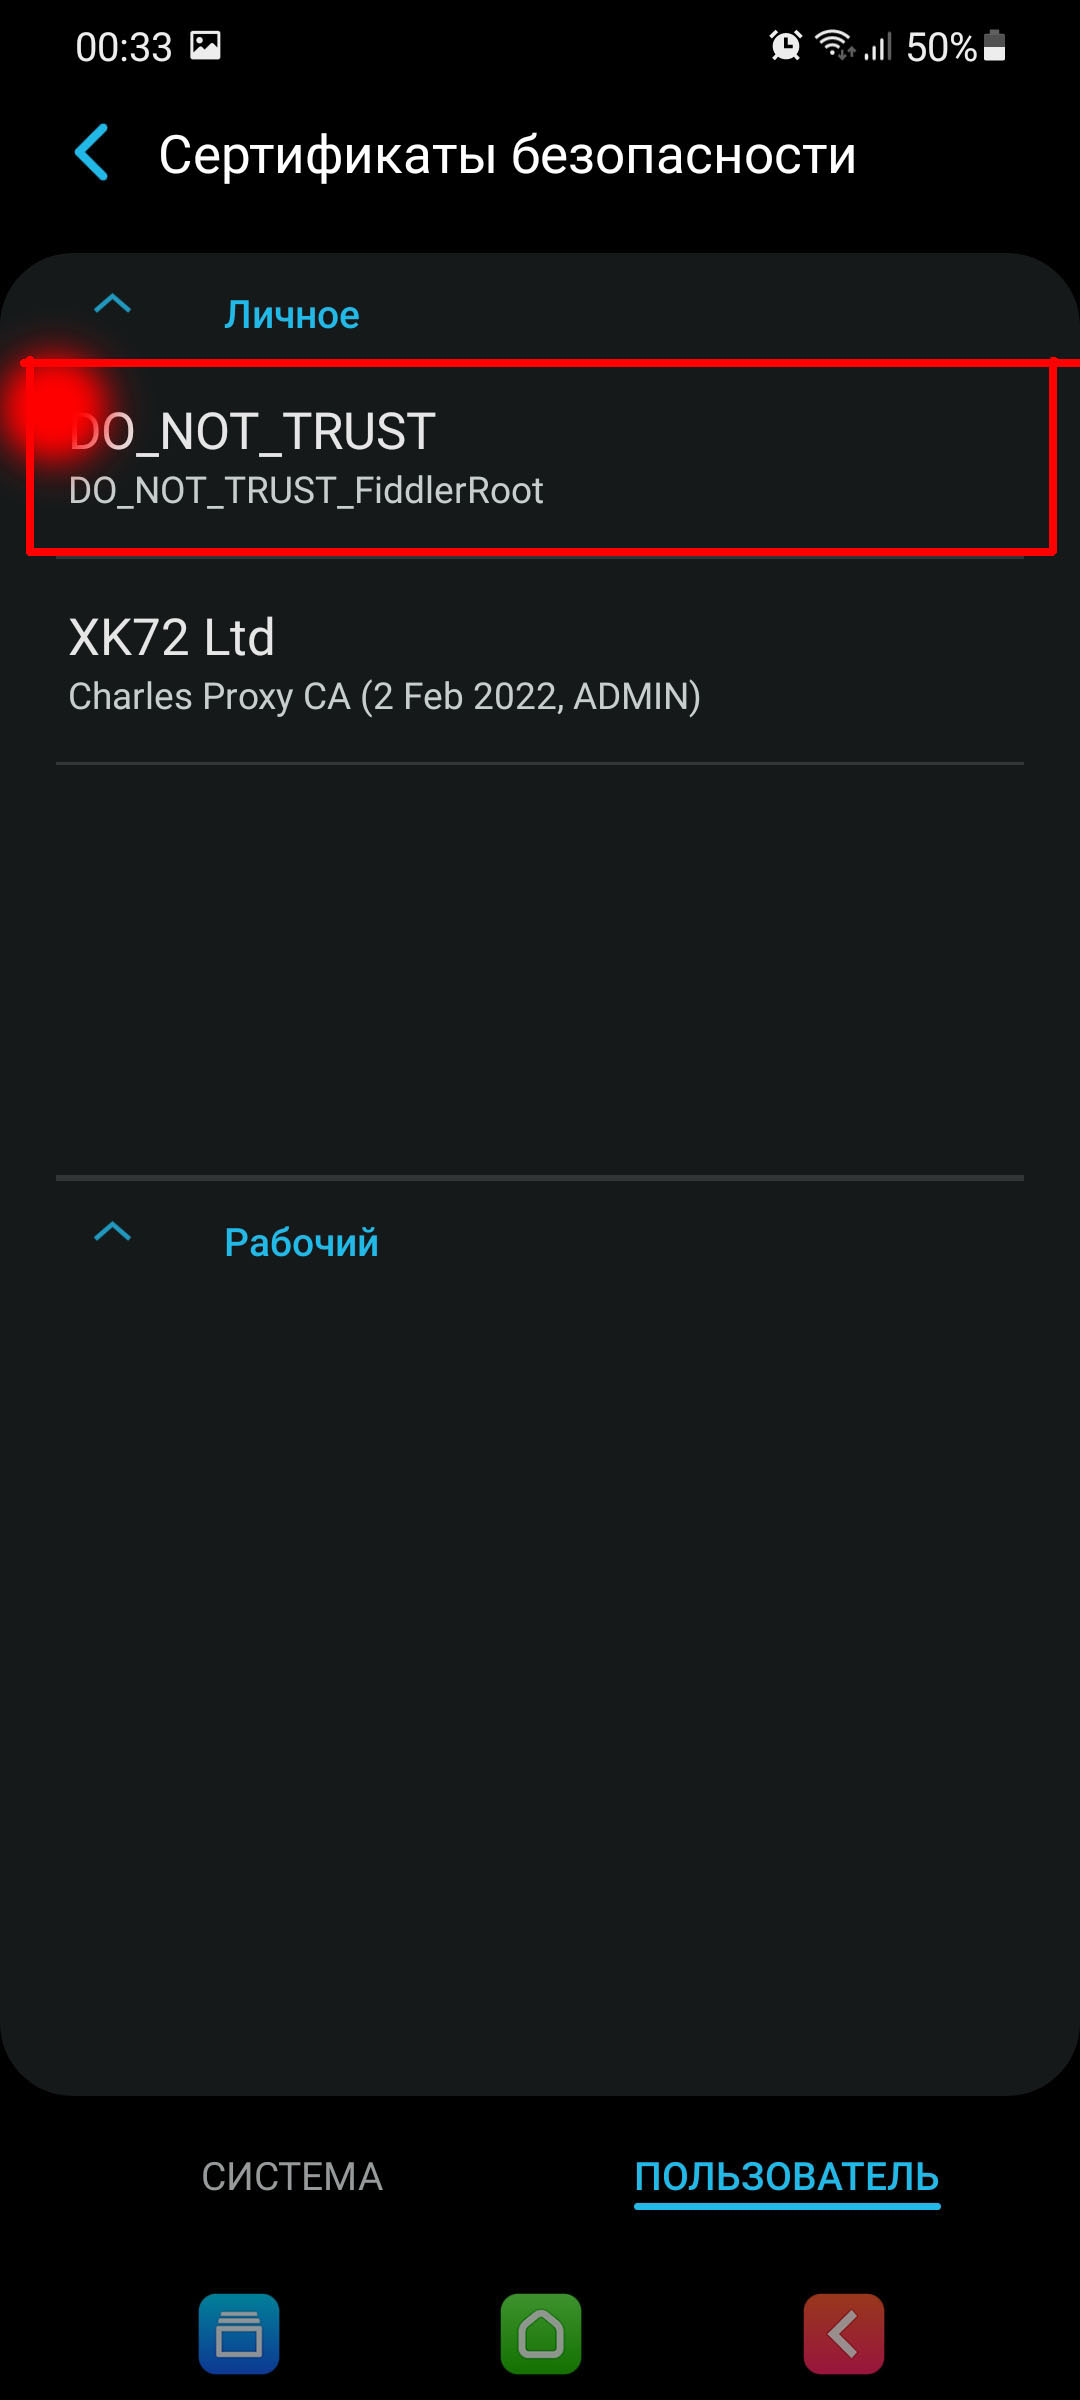 00:33 50%
Сертификаты безопасности
Личное
DO_NOT_TRUST
DO_NOT_TRUST_FiddlerRoot
XK72 Ltd
Charles Proxy CA (2 Feb 2022, ADMIN)
Рабочий
СИСТЕМА ПОЛЬЗОВАТЕЛЬ